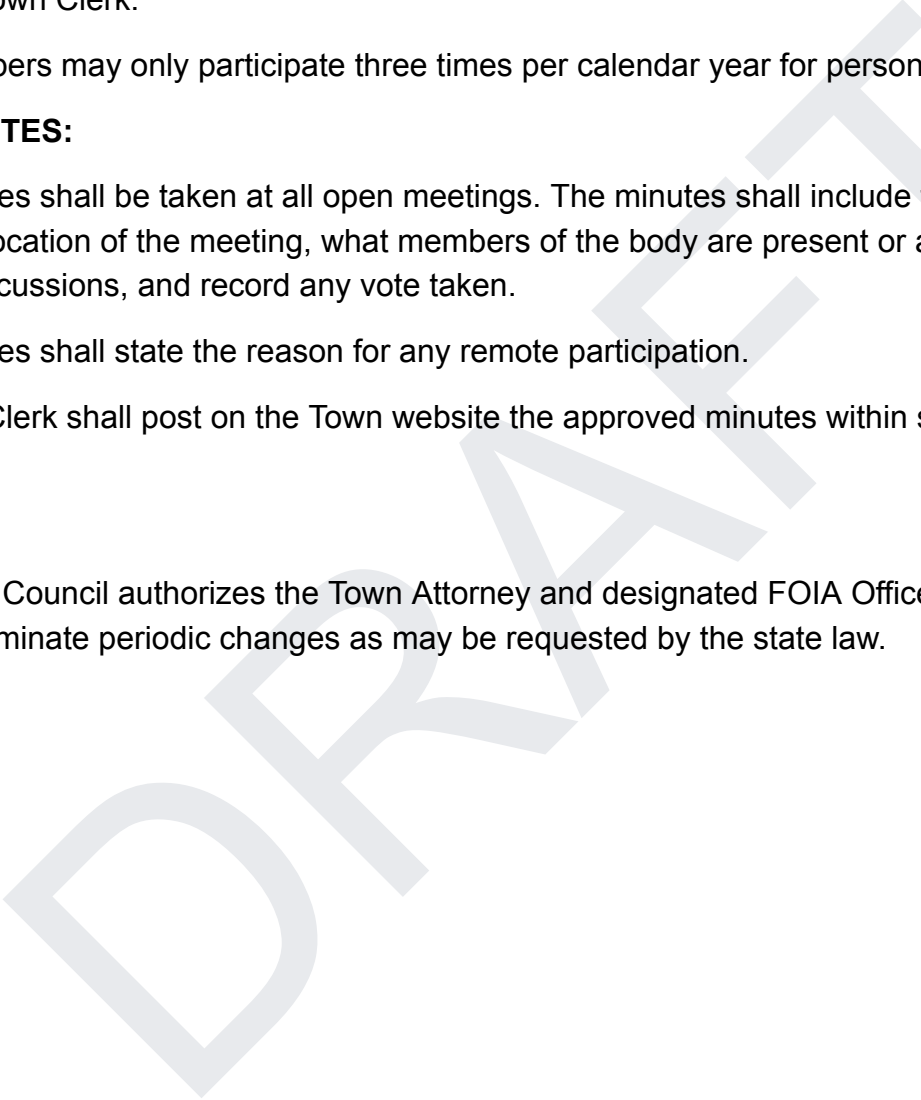 own Clerk.
bers may only participate three times per calendar year for person
TES:
es shall be taken at all open meetings. The minutes shall include
ocation of the meeting, what members of the body are present or a
cussions, and record any vote taken.
es shall state the reason for any remote participation.
Clerk shall post on the Town website the approved minutes within s
Council authorizes the Town Attorney and designated FOIA Office
minate periodic changes as may be requested by the state law.
DRAFT